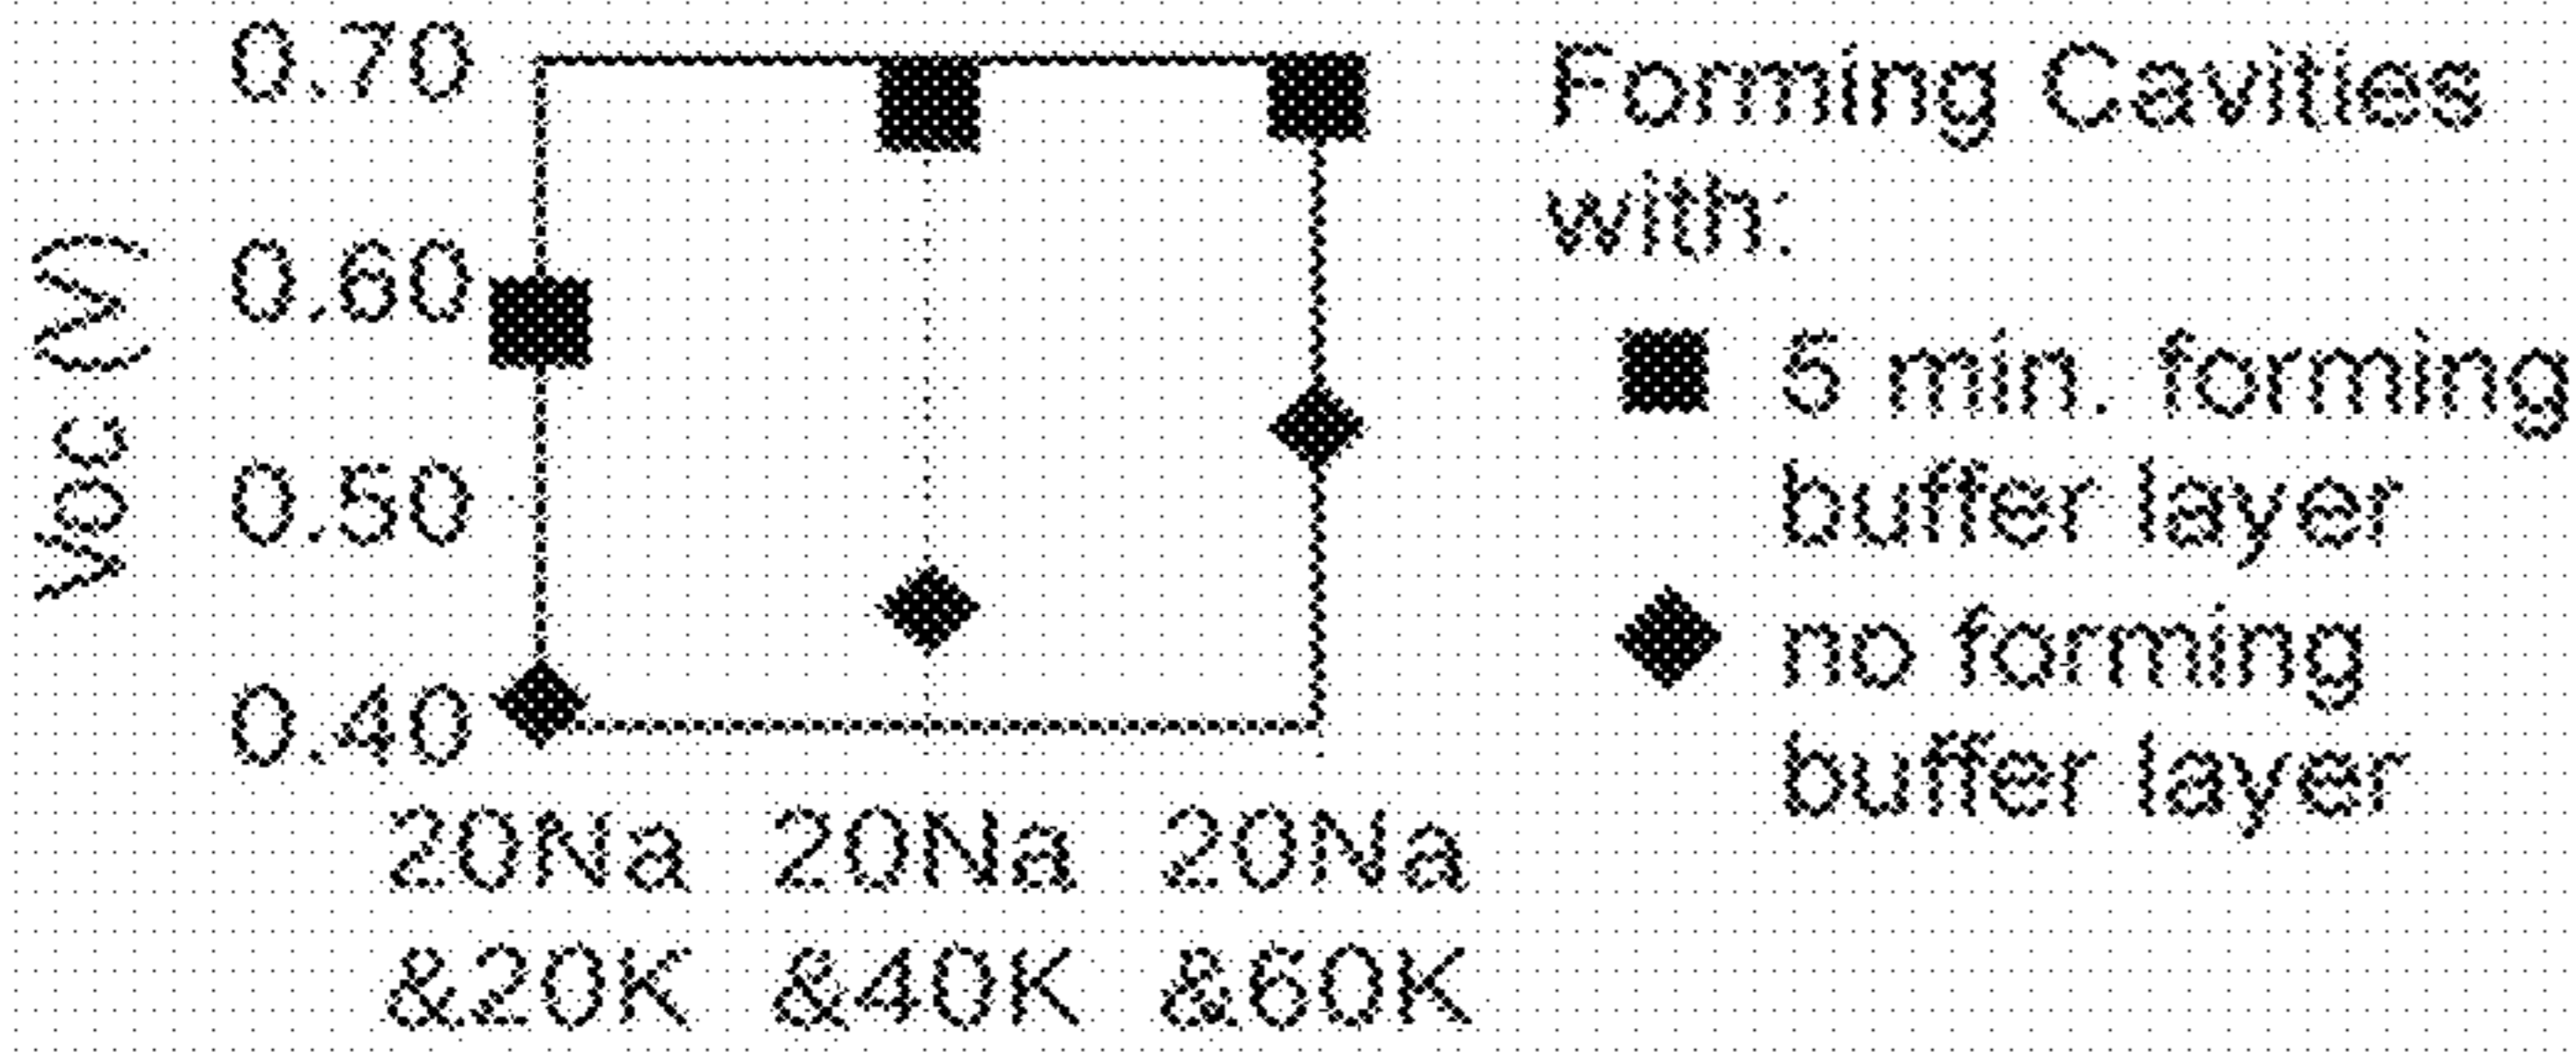 Voc (V)
0.70
0.60
0.50
0.40
20Na
&20K
20Na
&40K
20Na
&60K
Forming Cavities
with:
5 min. forming
buffer layer
no forming
buffer layer